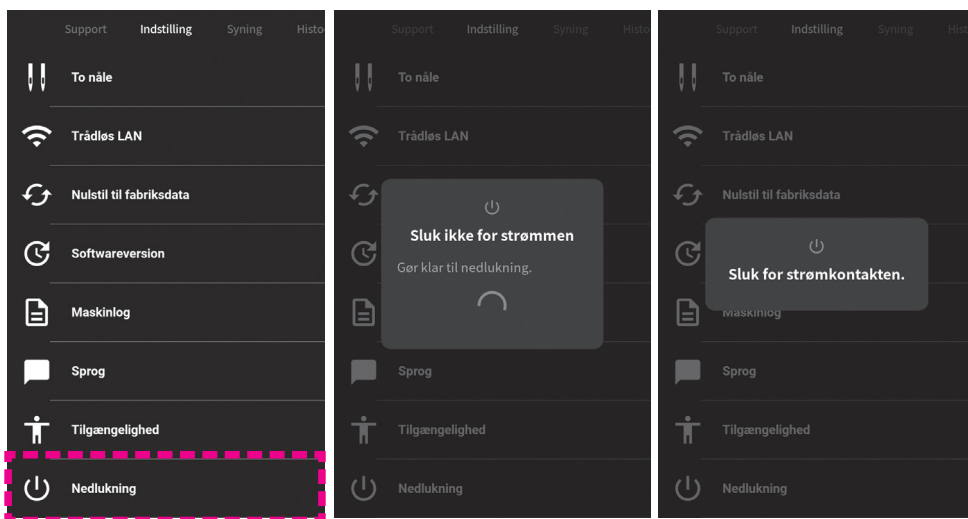 Support Indstilling Syning Histo
To nåle
Trådløs LAN
Nulstil til fabriksdata
Softwareversion
Maskinlog
Sprog
Tilgængelighed
Nedlukning
Support Indstilling Syning Histo
To nåle
Trådløs LAN
Sluk ikke for strømmen
Gør klar til nedlukning.
Sprog
Tilgængelighed
Nedlukning
Support Indstilling Syning Hist
To nåle
Trådløs LAN
Nulstil til fabriksdata
Sluk for strømkontakten.
Maskinlog
Sprog
Tilgængelighed
Nedlukning